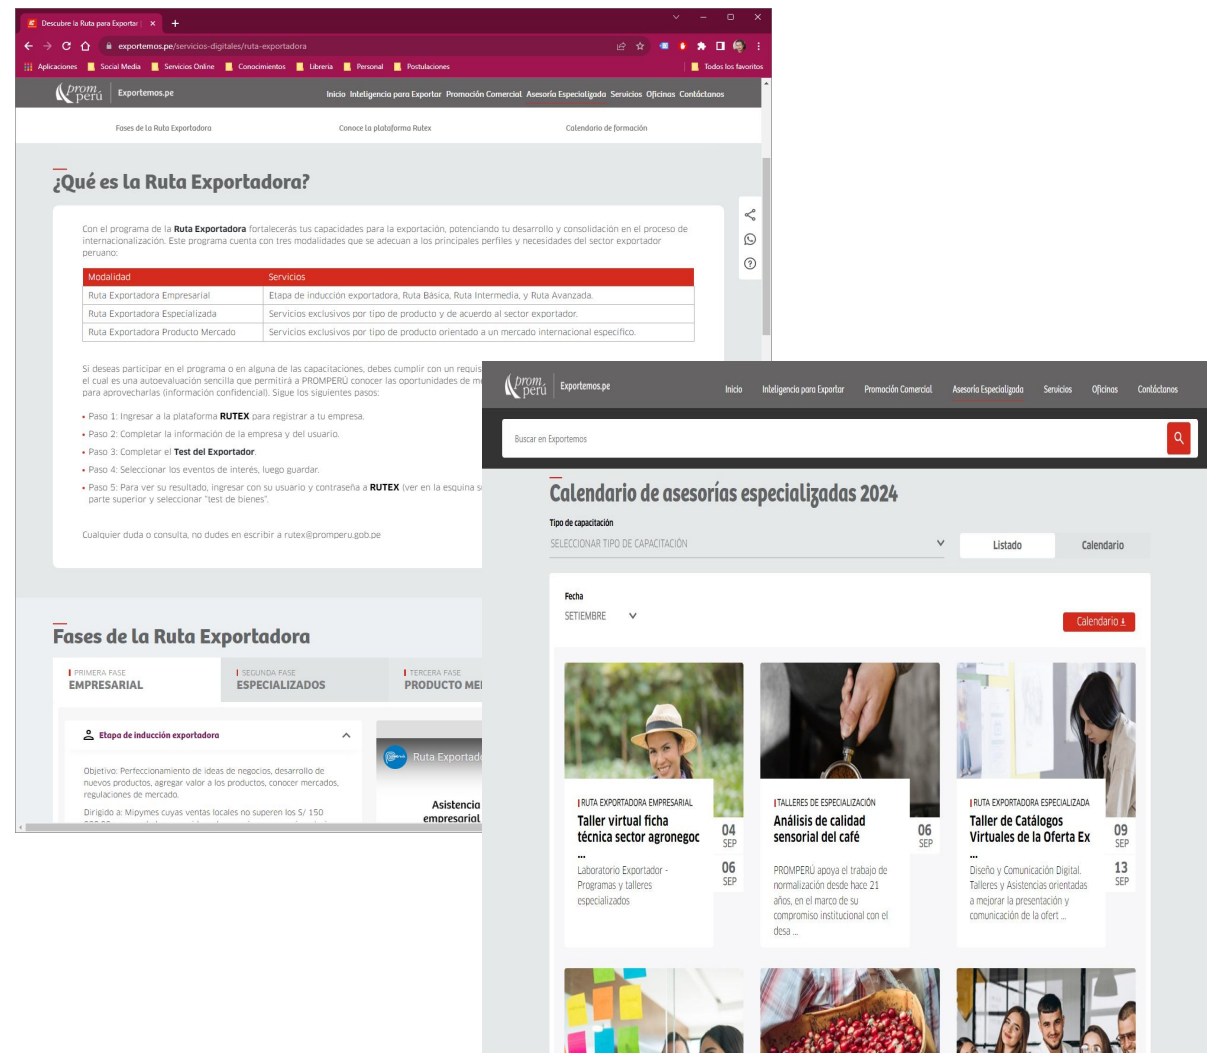 Descubre la Ruta para Exportar |
exportemos.pe/servicios-digitales/ruta-exportadora
Aplicaciones Social Media Servicios Online Conocimientos Libreria Personal Postulaciones Todos los favoritos
prom perú Exportemos.pe Inicio Inteligencia para Exportar Promoción Comercial Asesoría Especializada Servicios Oficinas Contáctanos
Fases de la Ruta Exportadora Conoce la plataforma Rutex Calendario de formación
¿Qué es la Ruta Exportadora?
Con el programa de la Ruta Exportadora fortalecerás tus capacidades para la exportación, potenciando tu desarrollo y consolidación en el proceso de
internacionalización. Este programa cuenta con tres modalidades que se adecuan a los principales perfiles y necesidades del sector exportador
peruano:
Modalidad Servicios
Ruta Exportadora Empresarial Etapa de inducción exportadora, Ruta Básica, Ruta Intermedia, y Ruta Avanzada.
Ruta Exportadora Especializada Servicios exclusivos por tipo de producto y de acuerdo al sector exportador.
Ruta Exportadora Producto Mercado Servicios exclusivos por tipo de producto orientado a un mercado internacional específico.
Si deseas participar en el programa o en alguna de las capacitaciones, debes cumplir con un requis
el cual es una autoevaluación sencilla que permitirá a PROMPERÚ conocer las oportunidades de me
para aprovecharlas (información confidencial). Sigue los siguientes pasos:
• Paso 1: Ingresar a la plataforma RUTEX para registrar a tu empresa.
• Paso 2: Completar la información de la empresa y del usuario.
• Paso 3: Completar el Test del Exportador.
• Paso 4: Seleccionar los eventos de interés, luego guardar.
• Paso 5: Para ver su resultado, ingresar con su usuario y contraseña a RUTEX (ver en la esquina su
parte superior y seleccionar "test de bienes".
Cualquier duda o consulta, no dudes en escribir a rutex@promperu.gob.pe
Fases de la Ruta Exportadora
PRIMERA FASE
EMPRESARIAL
SEGUNDA FASE
ESPECIALIZADOS
TERCERA FASE
PRODUCTO ME
Etapa de inducción exportadora
Objetivo: Perfeccionamiento de ideas de negocios, desarrollo de
nuevos productos, agregar valor a los productos, conocer mercados,
regulaciones de mercado.
Dirigido a: Mipymes cuyas ventas locales no superen los S/ 150
Ruta Exportado
Asistencia
empresorial
prom perú Exportemos.pe Inicio Inteligencia para Exportar Promoción Comercial Asesoría Especializada Servicios Oficinas Contáctanos
Buscar en Exportemos
Calendario de asesorías especializadas 2024
Tipo de capacitación
SELECCIONAR TIPO DE CAPACITACIÓN
Listado Calendario
Fecha
SETIEMBRE
Calendario
RUTA EXPORTADORA EMPRESARIAL
Taller virtual ficha
técnica sector agronegoc
...
04
SEP
06
SEP
Laboratorio Exportador -
Programas y talleres
especializados
TALLERES DE ESPECIALIZACIÓN
Análisis de calidad
sensorial del café
06
SEP
PROMPERÚ apoya el trabajo de
normalización desde hace 21
años, en el marco de su
compromiso institucional con el
desa ...
RUTA EXPORTADORA ESPECIALIZADA
Taller de Catálogos
Virtuales de la Oferta Ex
...
09
SEP
13
SEP
Diseño y Comunicación Digital.
Talleres y Asistencias orientadas
a mejorar la presentación y
comunicación de la ofert ...